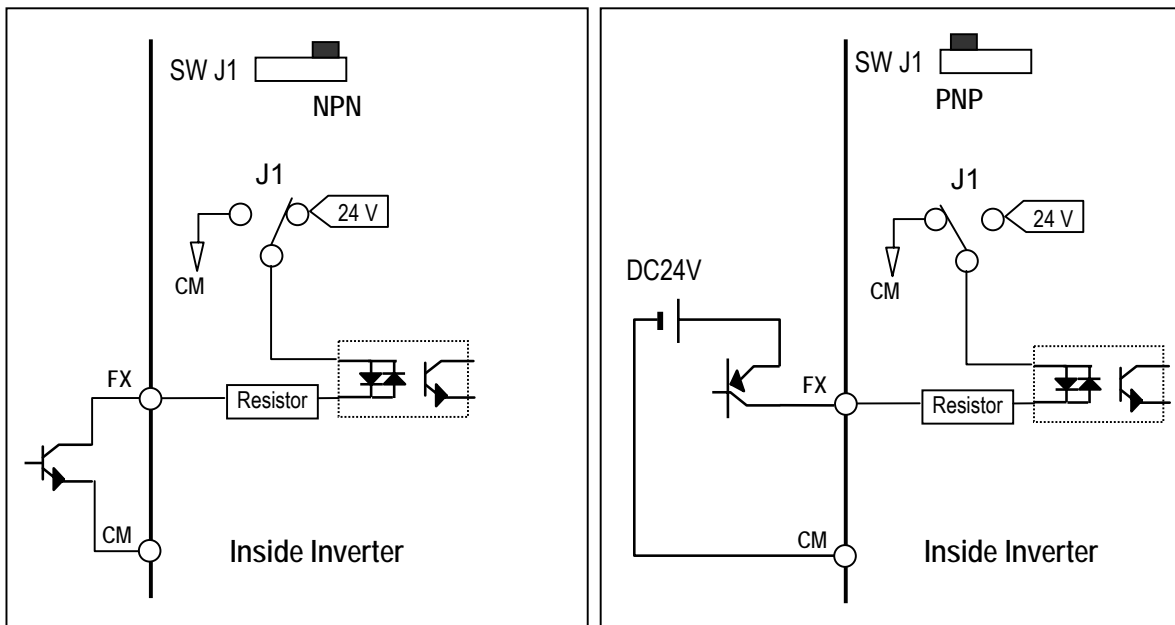 SW J1
NPN
J1
24 V
CM
FX
Resistor
CM
Inside Inverter
SW J1
PNP
J1
24 V
CM
DC24V
FX
Resistor
CM
Inside Inverter